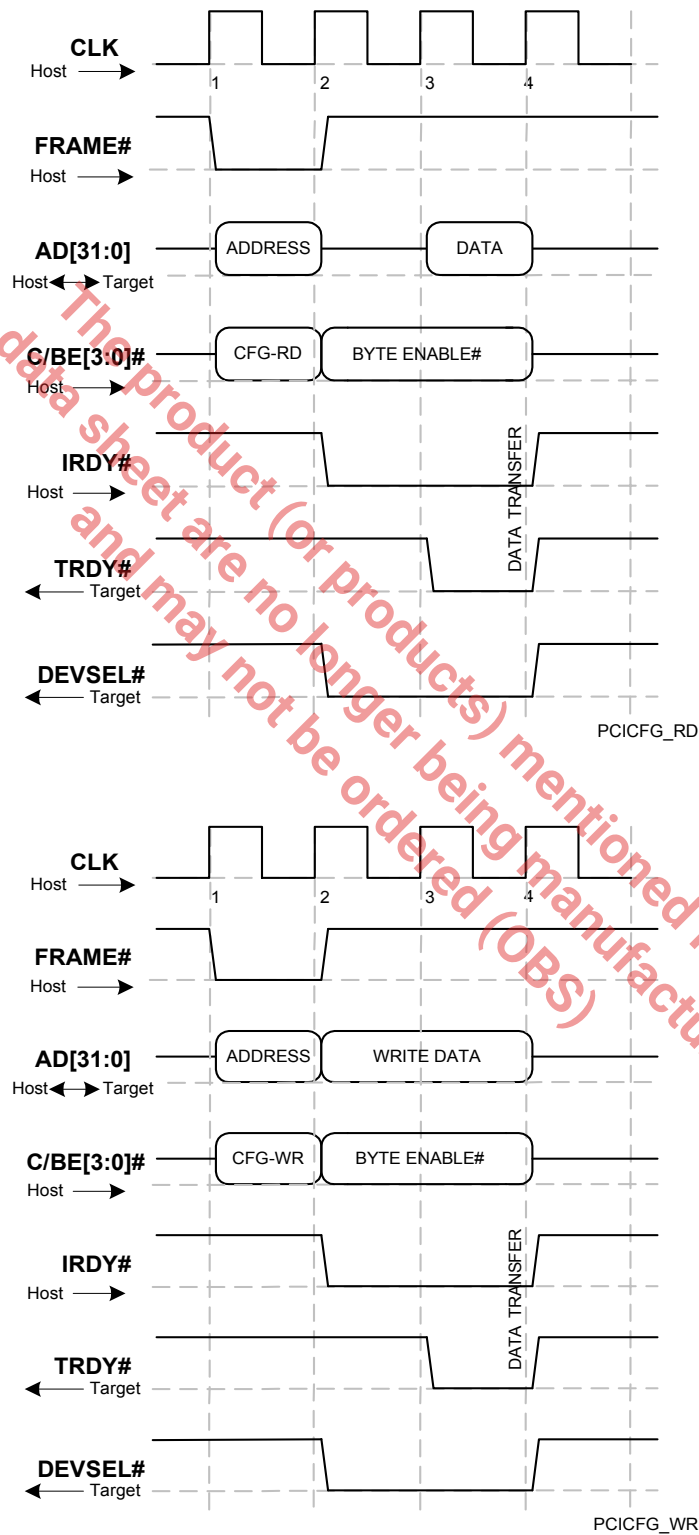 CLK
Host
1
2
3
4
FRAME#
Host
AD[31:0]
Host Target
ADDRESS
DATA
C/BE[3:0]#
Host
CFG-RD
BYTE ENABLE#
IRDY#
Host
DATA TRANSFER
TRDY#
Target
DEVSEL#
Target
PCICFG_RD
CLK
Host
1
2
3
4
FRAME#
Host
AD[31:0]
Host Target
ADDRESS
WRITE DATA
C/BE[3:0]#
Host
CFG-WR
BYTE ENABLE#
IRDY#
Host
DATA TRANSFER
TRDY#
Target
DEVSEL#
Target
PCICFG_WR
The product (or products) mentioned
data sheet are no longer being
and may not be ordered (OBS)